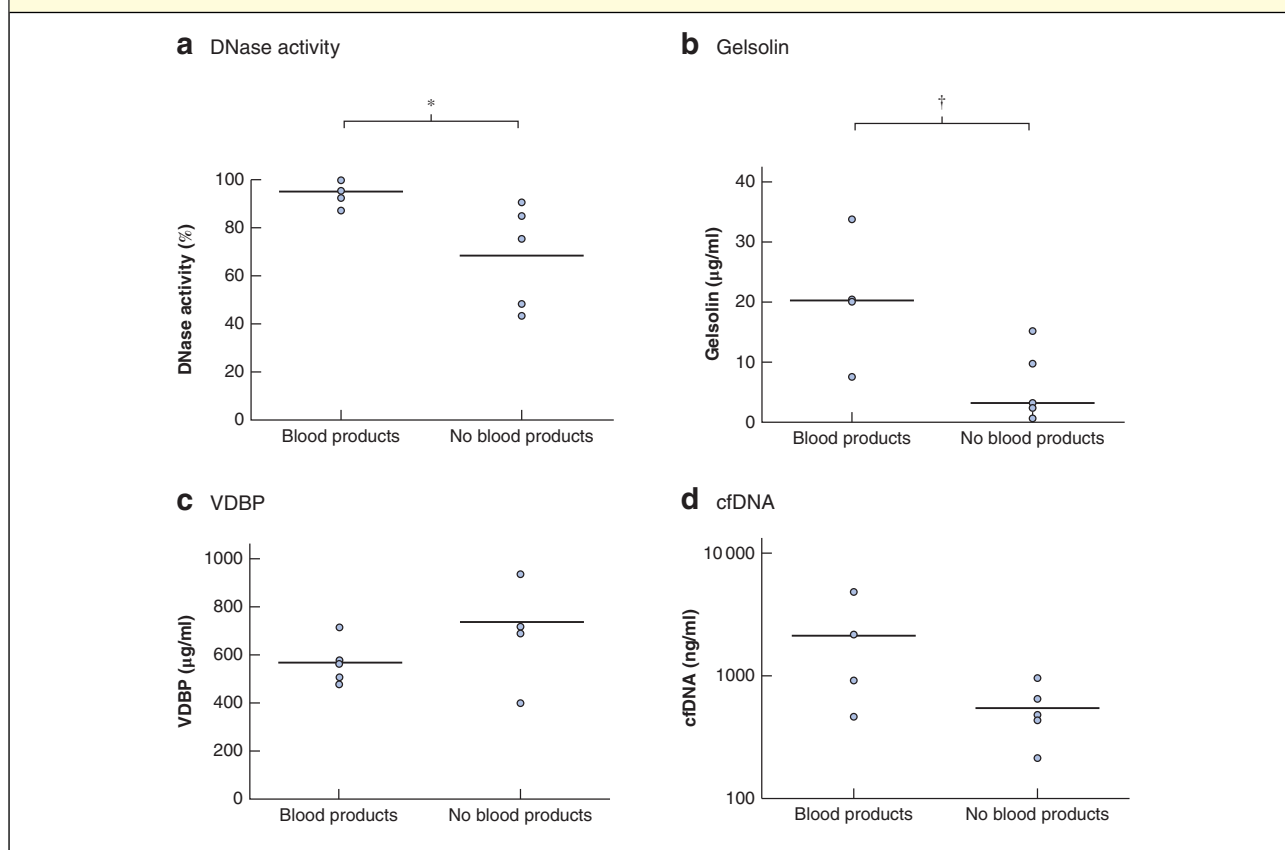 a DNase activity
*
DNase activity (%)
100
80
60
40
20
0
Blood products No blood products
b Gelsolin
†
Gelsolin (µg/ml)
40
30
20
10
0
Blood products No blood products
c VDBP
VDBP (µg/ml)
1000
800
600
400
200
0
Blood products No blood products
d cfDNA
cfDNA (ng/ml)
10 000
1000
100
Blood products No blood products